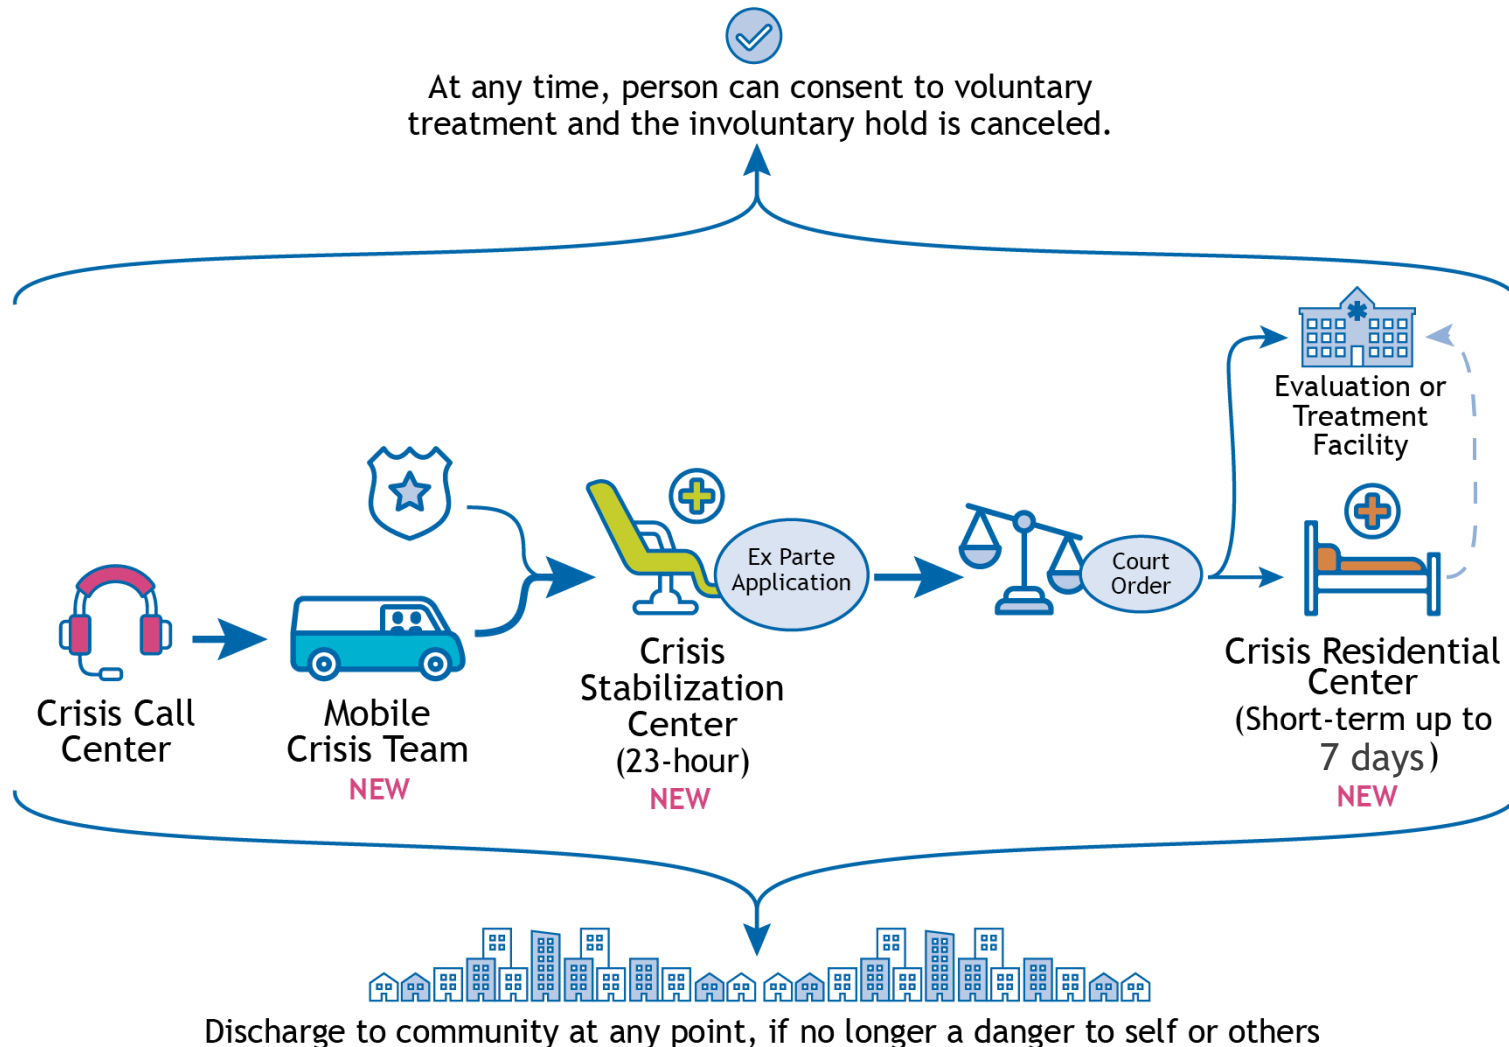 At any time, person can consent to voluntary
treatment and the involuntary hold is canceled.
Evaluation or
Treatment
Facility
Ex Parte
Application
Court
Order
Crisis Call
Center
Mobile
Crisis Team
NEW
Crisis
Stabilization
Center
(23-hour)
NEW
Crisis Residential
Center
(Short-term up to
7 days)
NEW
Discharge to community at any point, if no longer a danger to self or others